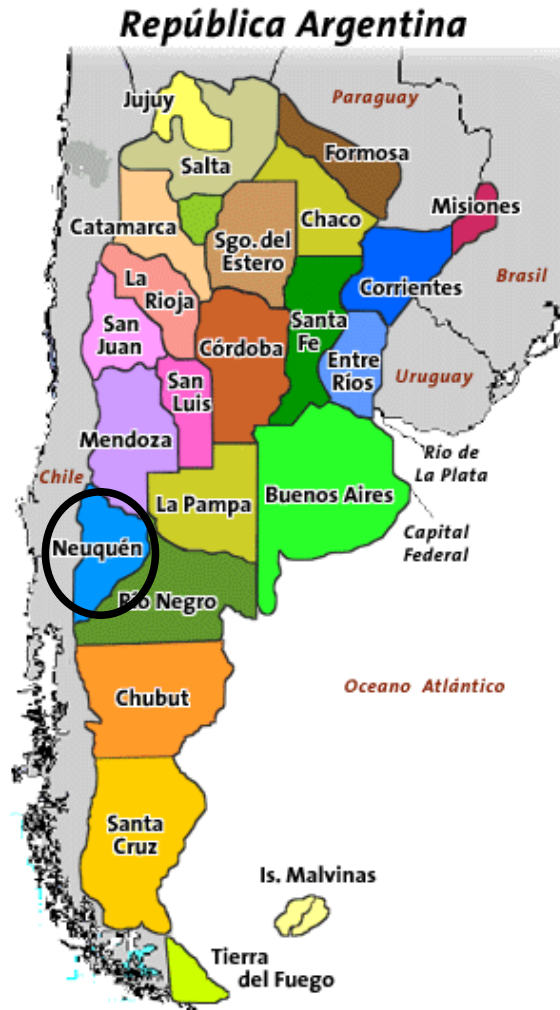 República Argentina
Jujuy
Paraguay
Salta
Formosa
Misiones
Catamarca
Sgo. del
Estero
Chaco
Brasil
La
Rioja
Corrientes
San
Juan
Córdoba
Santa
Fe
Entre
Ríos
Uruguay
San
Luis
Mendoza
Río de
La Plata
Chile
La Pampa
Buenos Aires
Capital
Federal
Neuquén
Río Negro
Chubut
Oceano Atlántico
Santa
Cruz
Is. Malvinas
Tierra
del Fuego